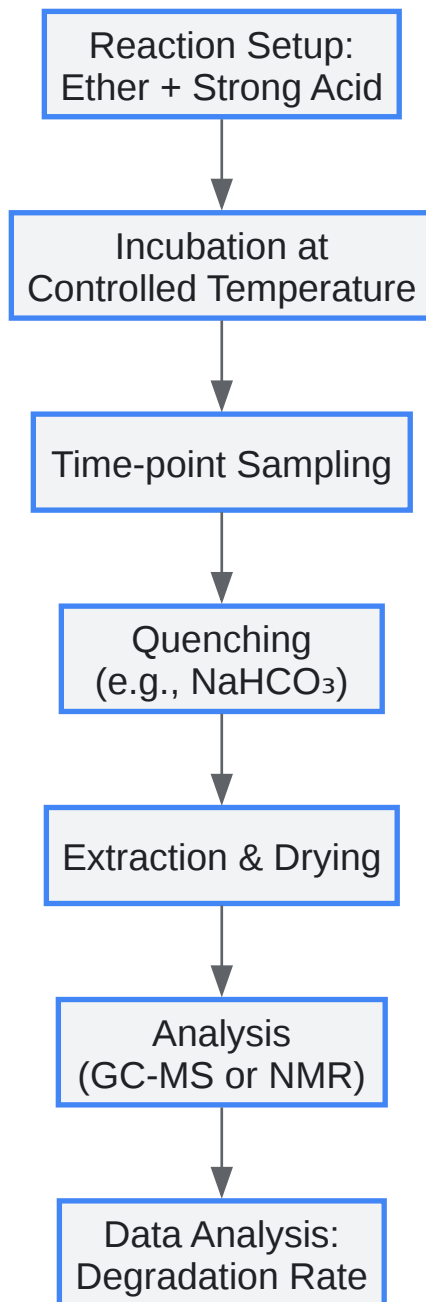 Reaction Setup:
Ether + Strong Acid
Incubation at
Controlled Temperature
Time-point Sampling
Quenching
(e.g., NaHCO₃)
Extraction & Drying
Analysis
(GC-MS or NMR)
Data Analysis:
Degradation Rate